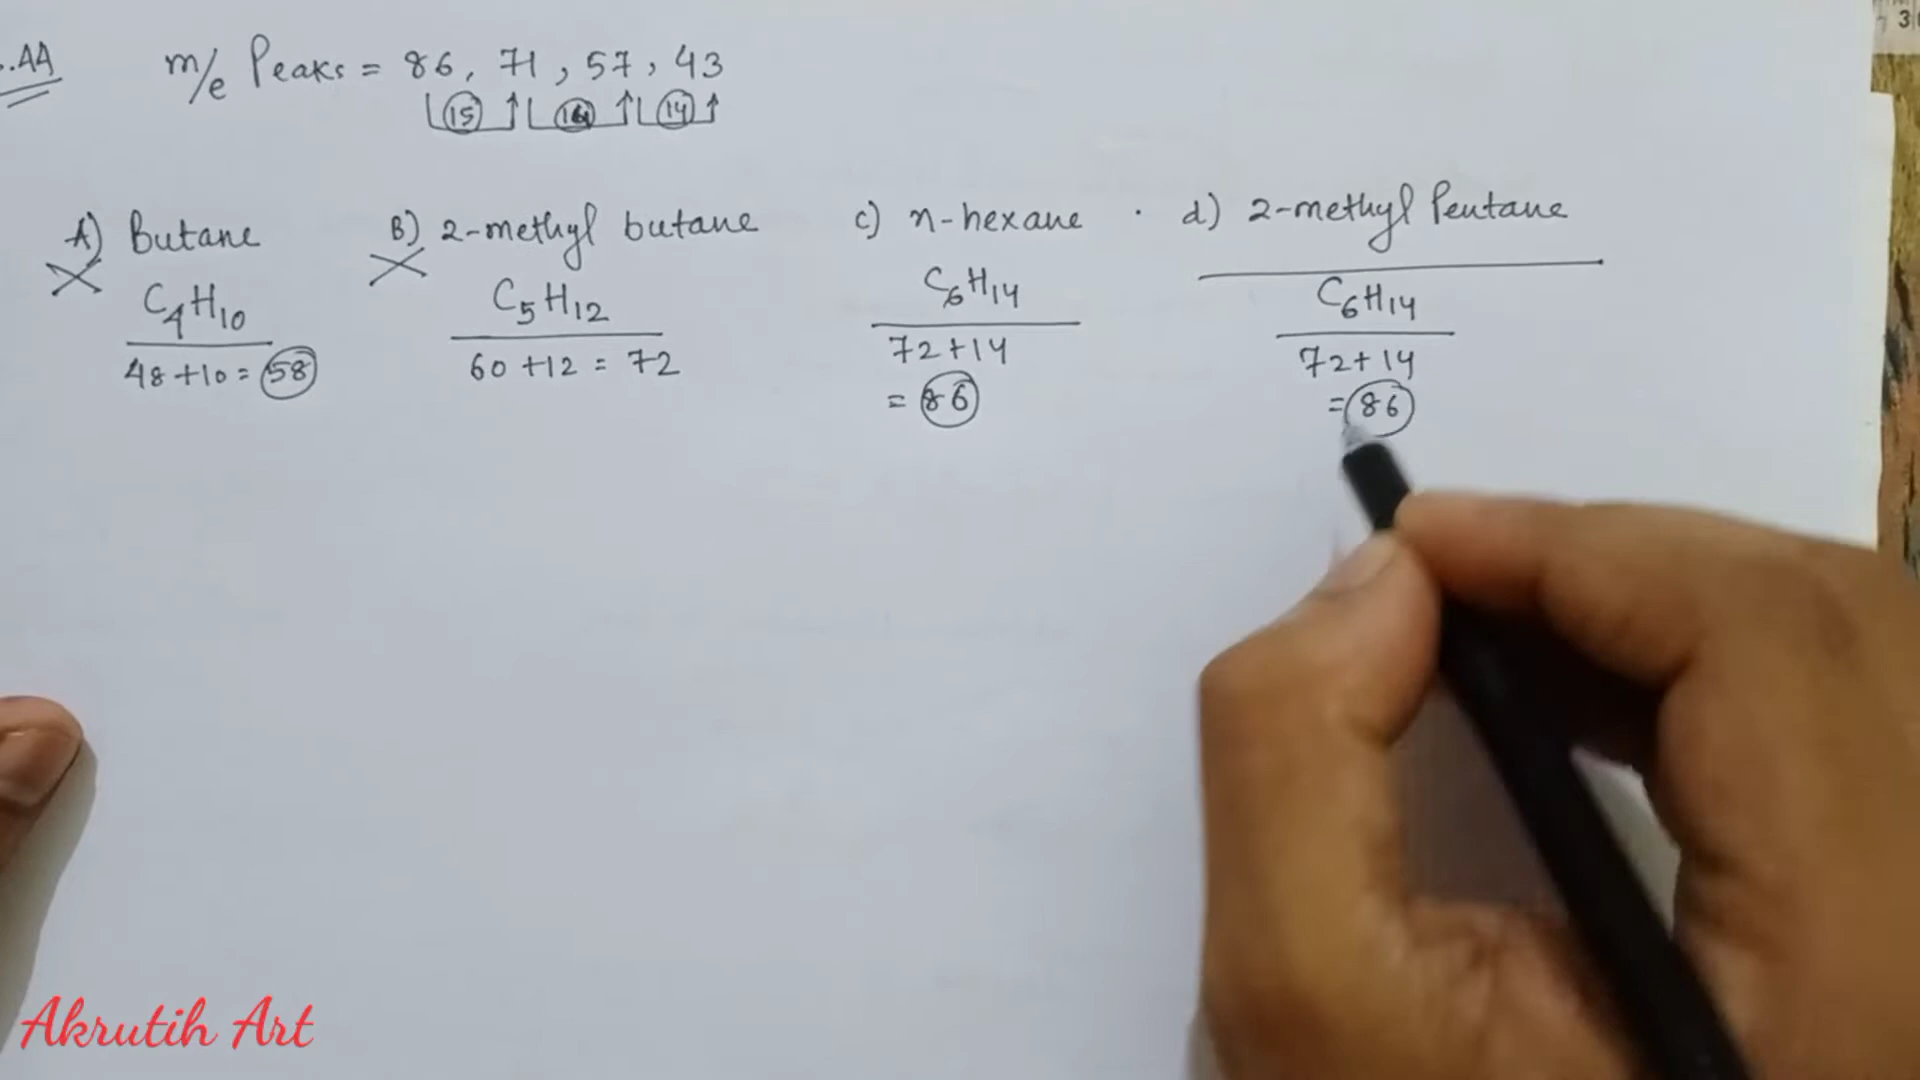 .44
m/e Peaks = 86, 71, 57, 43
15 14 14
A) Butane B) 2-methyl butane c) n-hexane . d) 2-methyl Pentane
C4H10 C5H12 C6H14 C6H14
48+10=58 60+12=72 72+14 72+14
=86 =86
Akrutih Art
3